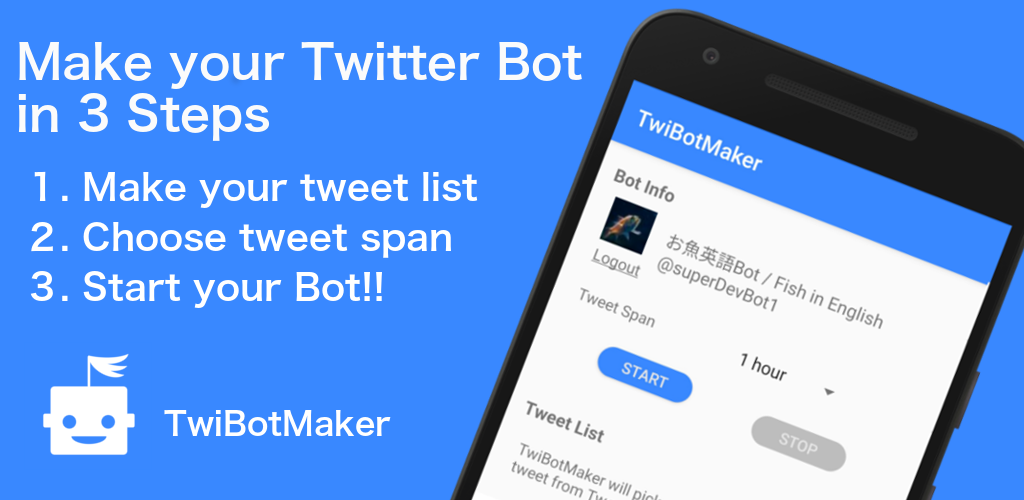 Make your Twitter Bot
in 3 Steps
１. Make your tweet list
２. Choose tweet span
３. Start your Bot!!
TwiBotMaker
TwiBotMaker
Bot Info
お魚英語Bot / Fish in English
@superDevBot1
Logout
Tweet Span
1 hour
START
STOP
Tweet List
TwiBotMaker will pick
tweet from Tw